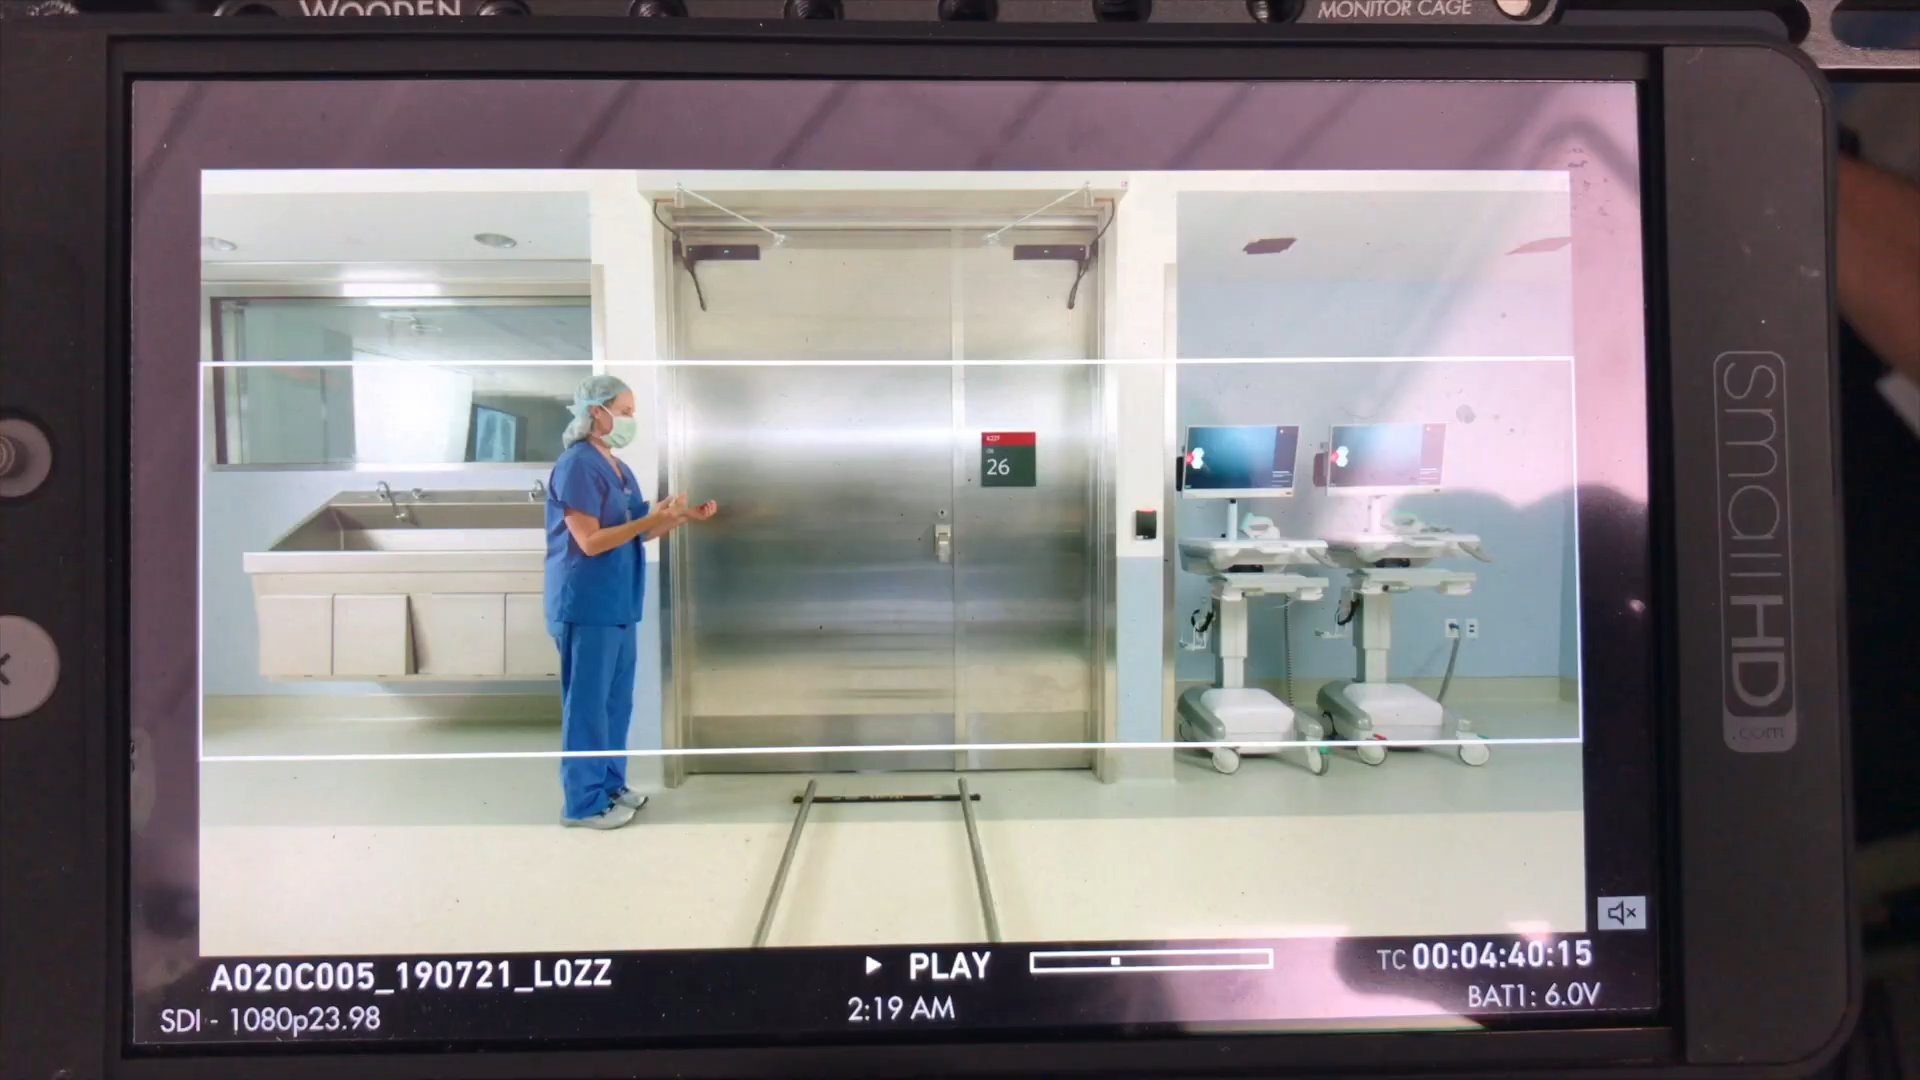 WOODEN
MONITOR CAGE
OR
26
smallHD
.com
A020C005_190721_L0ZZ
PLAY
TC 00:04:40:15
2:19 AM
BAT1: 6.0V
SDI - 1080p23.98